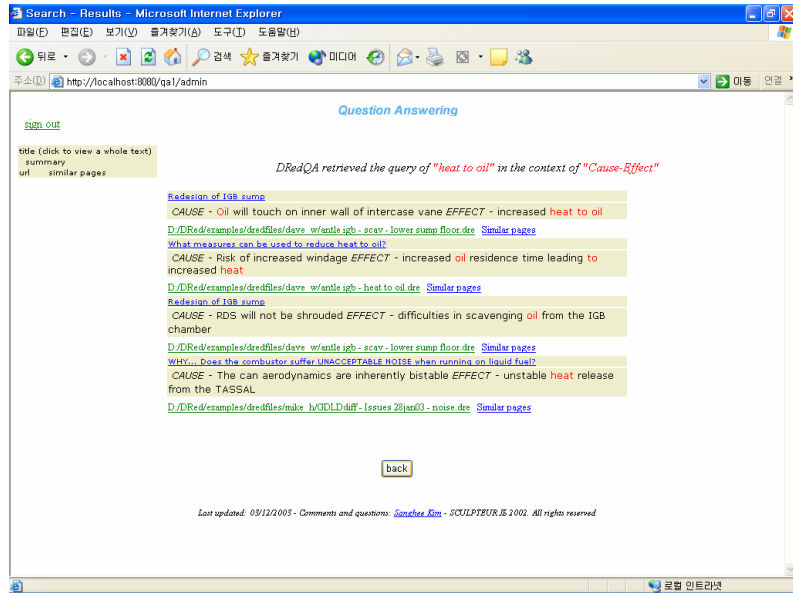 Search - Results - Microsoft Internet Explorer
파일(F) 편집(E) 보기(V) 즐겨찾기(A) 도구(T) 도움말(H)
뒤로 검색 즐겨찾기 미디어
주소(D) http://localhost:8080/qa1/admin 이동 연결 »
Question Answering
sign out
title (click to view a whole text)
summary
url similar pages
DRedQA retrieved the query of "heat to oil" in the context of "Cause-Effect"
Redesign of IGB sump
CAUSE - Oil will touch on inner wall of intercase vane EFFECT - increased heat to oil
D:/DRed/examples/dredfiles/dave_w/antle igb - scav - lower sump floor.dre Similar pages
What measures can be used to reduce heat to oil?
CAUSE - Risk of increased windage EFFECT - increased oil residence time leading to
increased heat
D:/DRed/examples/dredfiles/dave_w/antle igb - heat to oil.dre Similar pages
Redesign of IGB sump
CAUSE - RDS will not be shrouded EFFECT - difficulties in scavenging oil from the IGB
chamber
D:/DRed/examples/dredfiles/dave_w/antle igb - scav - lower sump floor.dre Similar pages
WHY... Does the combustor suffer UNACCEPTABLE NOISE when running on liquid fuel?
CAUSE - The can aerodynamics are inherently bistable EFFECT - unstable heat release
from the TASSAL
D:/DRed/examples/dredfiles/mike_h/GDLDdiff - Issues 28jan03 - noise.dre Similar pages
back
Last updated: 03/12/2003 - Comments and questions: Sanghee Kim - SCULPTEUR 2002. All rights reserved
로컬 인트라넷